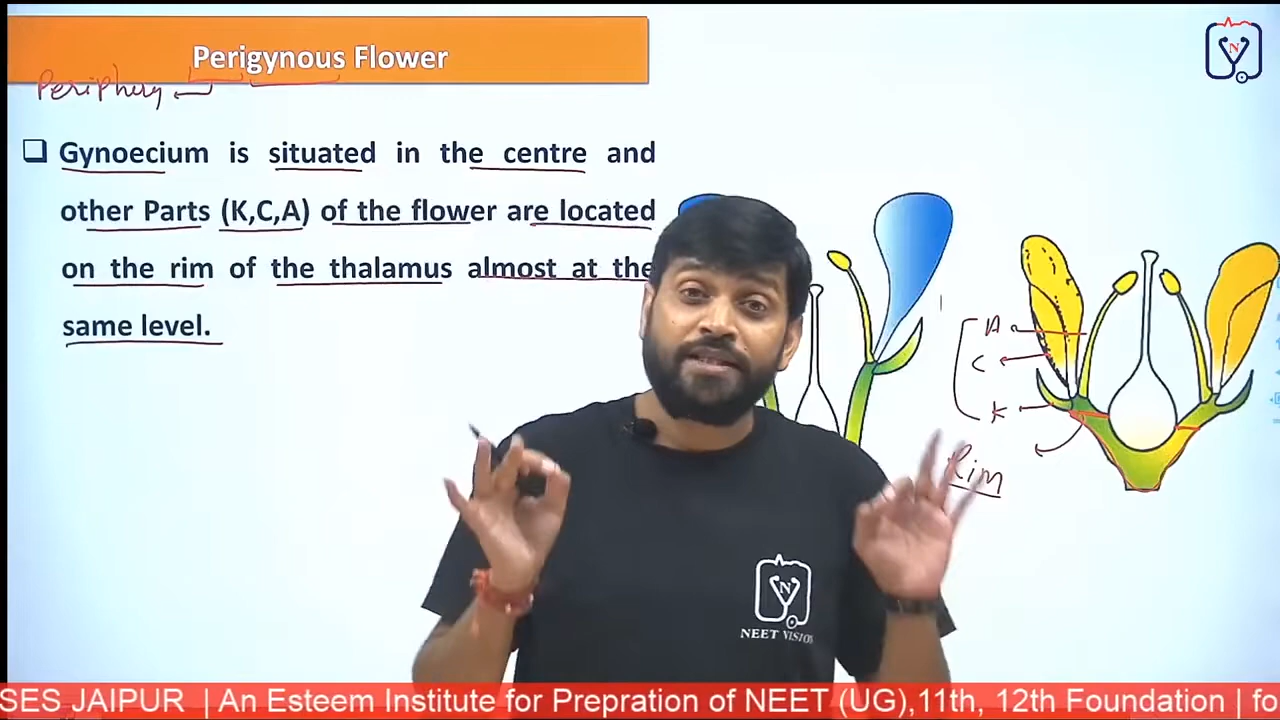 Perigynous Flower
Periphery
❑ Gynoecium is situated in the centre and
other Parts (K,C,A) of the flower are located
on the rim of the thalamus almost at the
same level.
A
C
K
Rim
N
N
NEET VISION
SES JAIPUR | An Esteem Institute for Prepration of NEET (UG),11th, 12th Foundation | fo